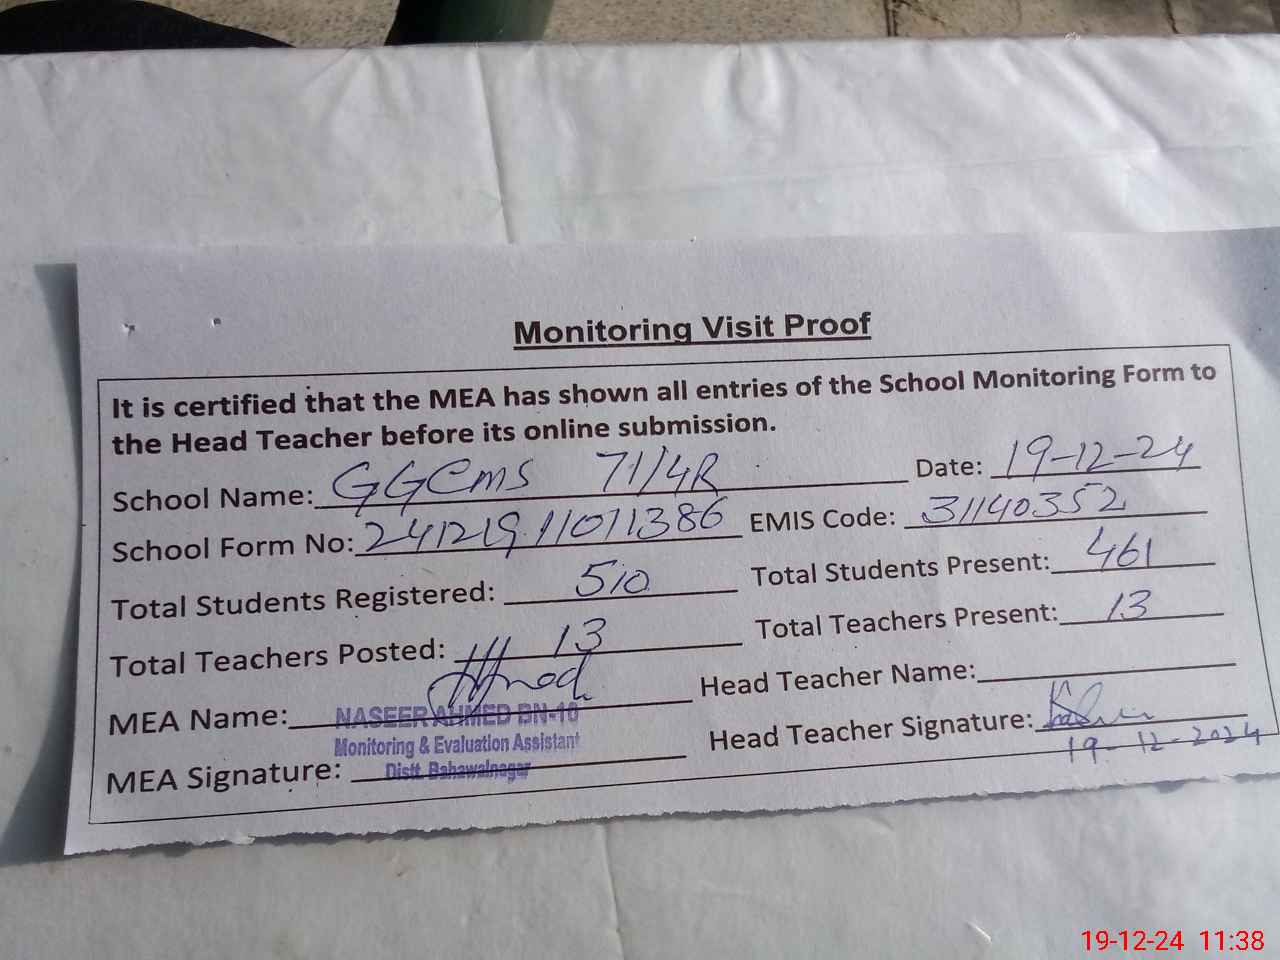 Monitoring Visit Proof
It is certified that the MEA has shown all entries of the School Monitoring Form to
the Head Teacher before its online submission.
School Name: GGCMS 71/4R Date: 19-12-24
School Form No: 241219.11011386 EMIS Code: 31140352
Total Students Registered: 510 Total Students Present: 461
Total Teachers Posted: 13 Total Teachers Present: 13
MEA Name: Head Teacher Name:
NASEER AHMED BN-10
Monitoring & Evaluation Assistant
Distt Bahawalnagar
MEA Signature: Head Teacher Signature:
19-12-2024
19-12-24 11:38